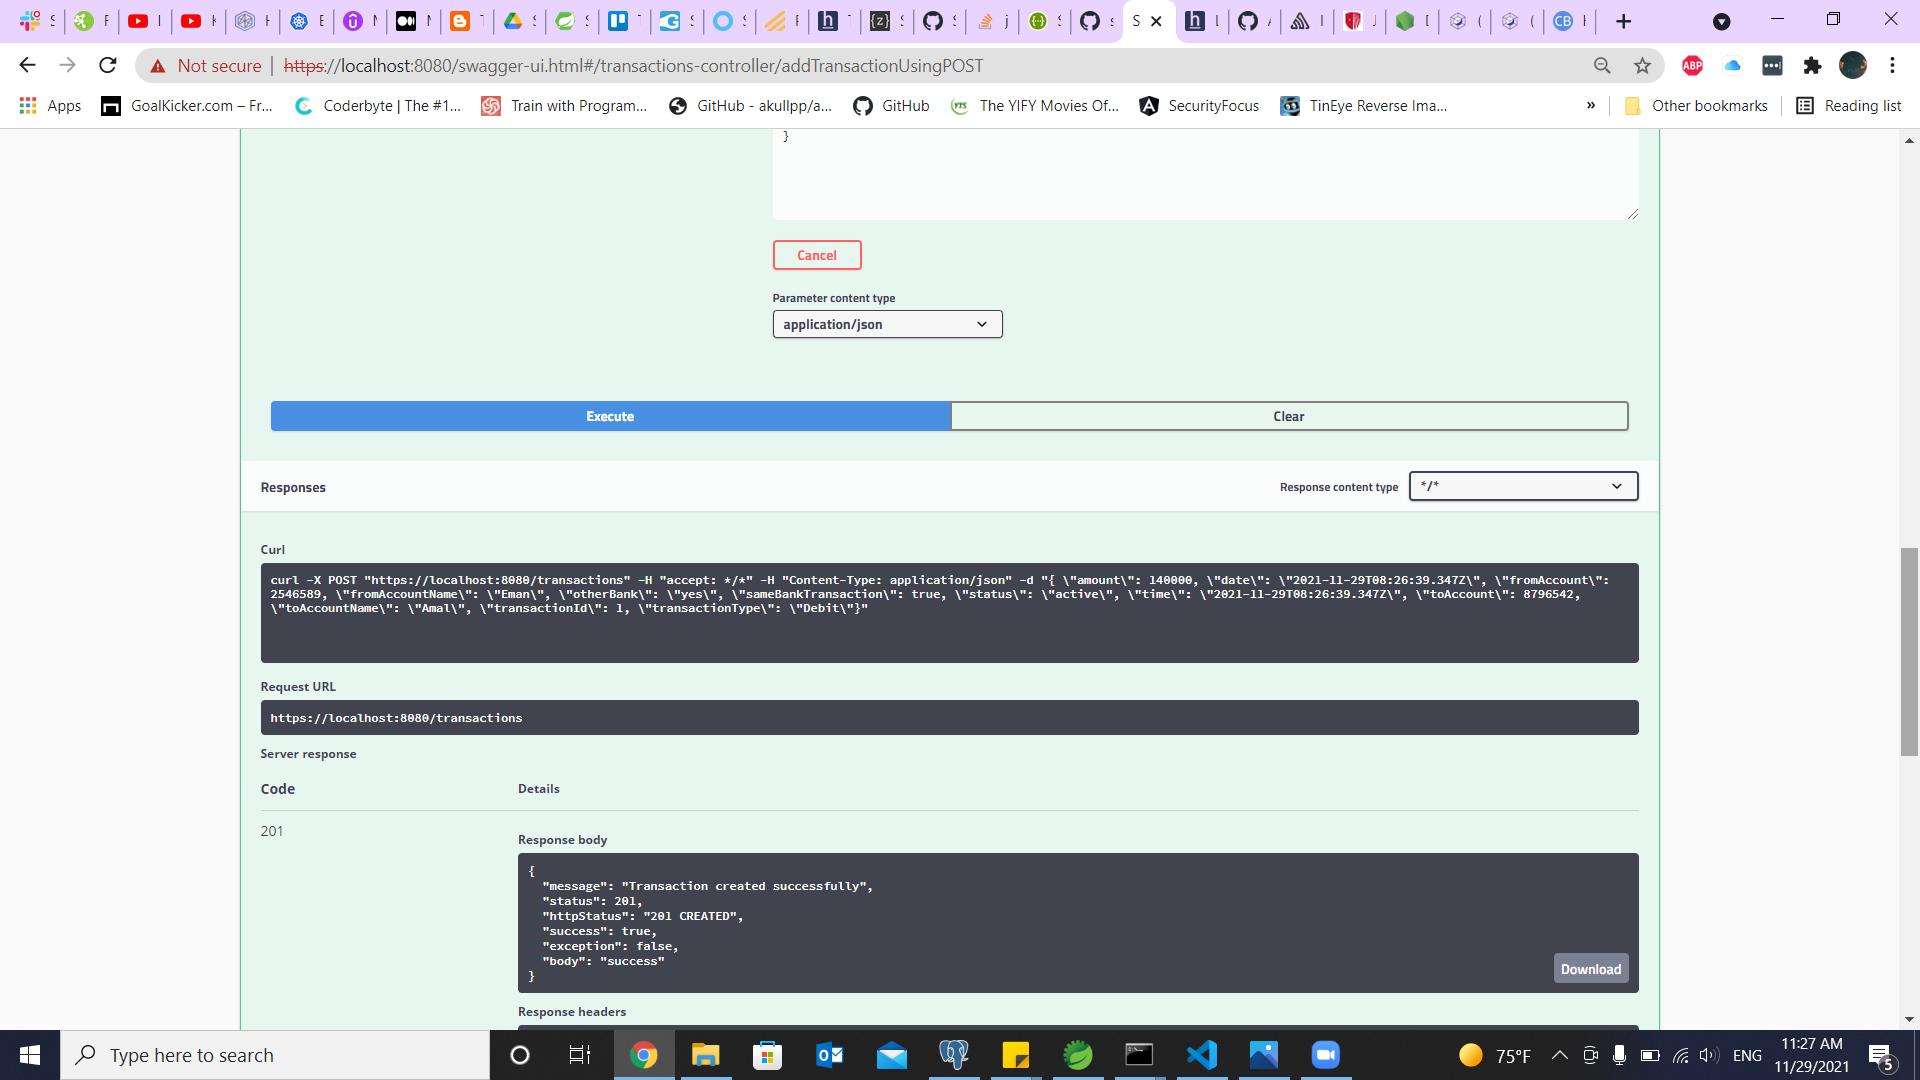 Not secure | https://localhost:8080/swagger-ui.html#/transactions-controller/addTransactionUsingPOST
ABP
Apps GoalKicker.com – Fr... Coderbyte | The #1... Train with Program... GitHub - akullpp/a... GitHub The YIFY Movies Of... SecurityFocus TinEye Reverse Ima... » Other bookmarks Reading list
}
Cancel
Parameter content type
application/json
Execute Clear
Responses Response content type */*
Curl
curl -X POST "https://localhost:8080/transactions" -H "accept: */*" -H "Content-Type: application/json" -d "{ \"amount\": 140000, \"date\": \"2021-11-29T08:26:39.347Z\", \"fromAccount\":
2546589, \"fromAccountName\": \"Eman\", \"otherBank\": \"yes\", \"sameBankTransaction\": true, \"status\": \"active\", \"time\": \"2021-11-29T08:26:39.347Z\", \"toAccount\": 8796542,
\"toAccountName\": \"Amal\", \"transactionId\": 1, \"transactionType\": \"Debit\"}"
Request URL
https://localhost:8080/transactions
Server response
Code Details
201
Response body
{
"message": "Transaction created successfully",
"status": 201,
"httpStatus": "201 CREATED",
"success": true,
"exception": false,
"body": "success"
}
Download
Response headers
Type here to search
75°F ENG 11:27 AM
11/29/2021
5